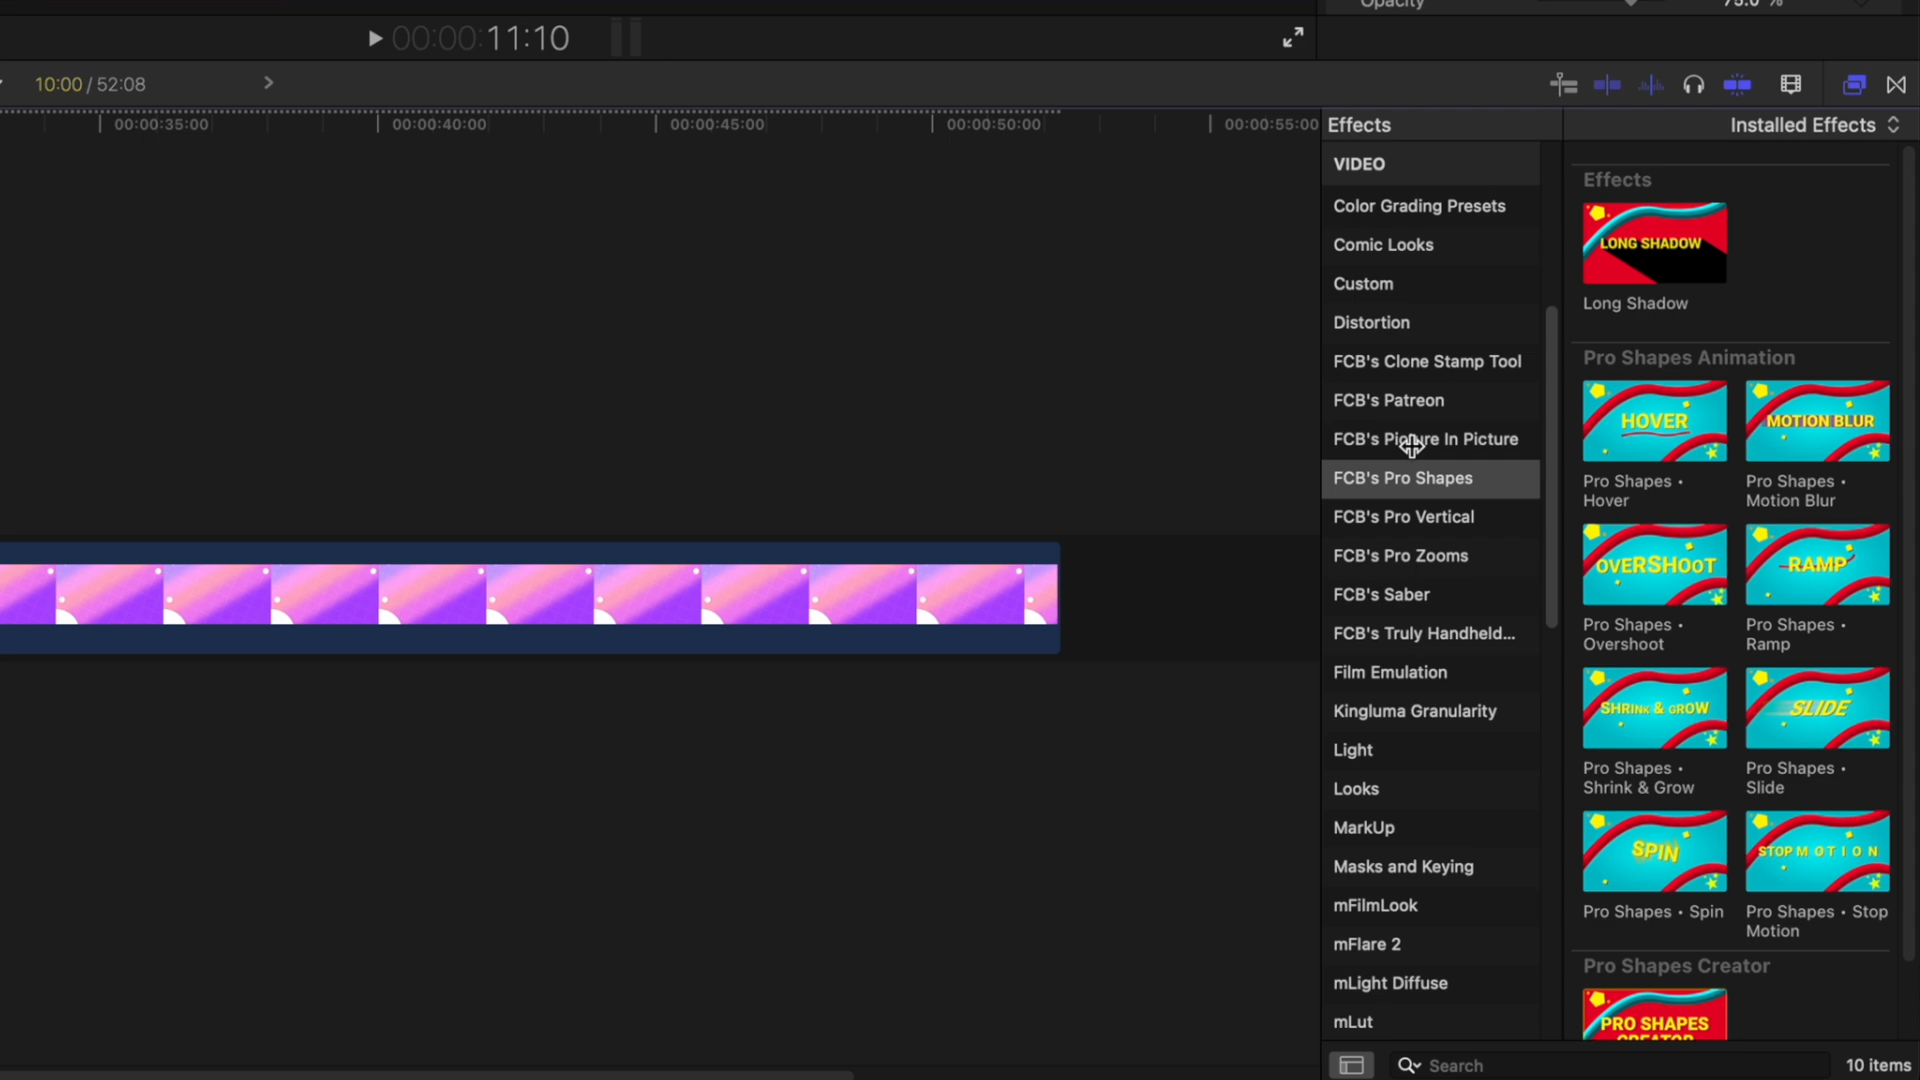 Opacity
75.0 %
00:00:11:10
10:00 / 52:08
00:00:35:00
00:00:40:00
00:00:45:00
00:00:50:00
00:00:55:00
Effects
Installed Effects
VIDEO
Color Grading Presets
Comic Looks
Custom
Distortion
FCB's Clone Stamp Tool
FCB's Patreon
FCB's Picture In Picture
FCB's Pro Shapes
FCB's Pro Vertical
FCB's Pro Zooms
FCB's Saber
FCB's Truly Handheld...
Film Emulation
Kingluma Granularity
Light
Looks
MarkUp
Masks and Keying
mFilmLook
mFlare 2
mLight Diffuse
mLut
Effects
LONG SHADOW
Long Shadow
Pro Shapes Animation
HOVER
Pro Shapes •
Hover
MOTION BLUR
Pro Shapes •
Motion Blur
OVERSHOOT
Pro Shapes •
Overshoot
RAMP
Pro Shapes •
Ramp
SHRINK & GROW
Pro Shapes •
Shrink & Grow
SLIDE
Pro Shapes •
Slide
SPIN
Pro Shapes • Spin
STOP MOTION
Pro Shapes • Stop
Motion
Pro Shapes Creator
PRO SHAPES
CREATOR
Search
10 items